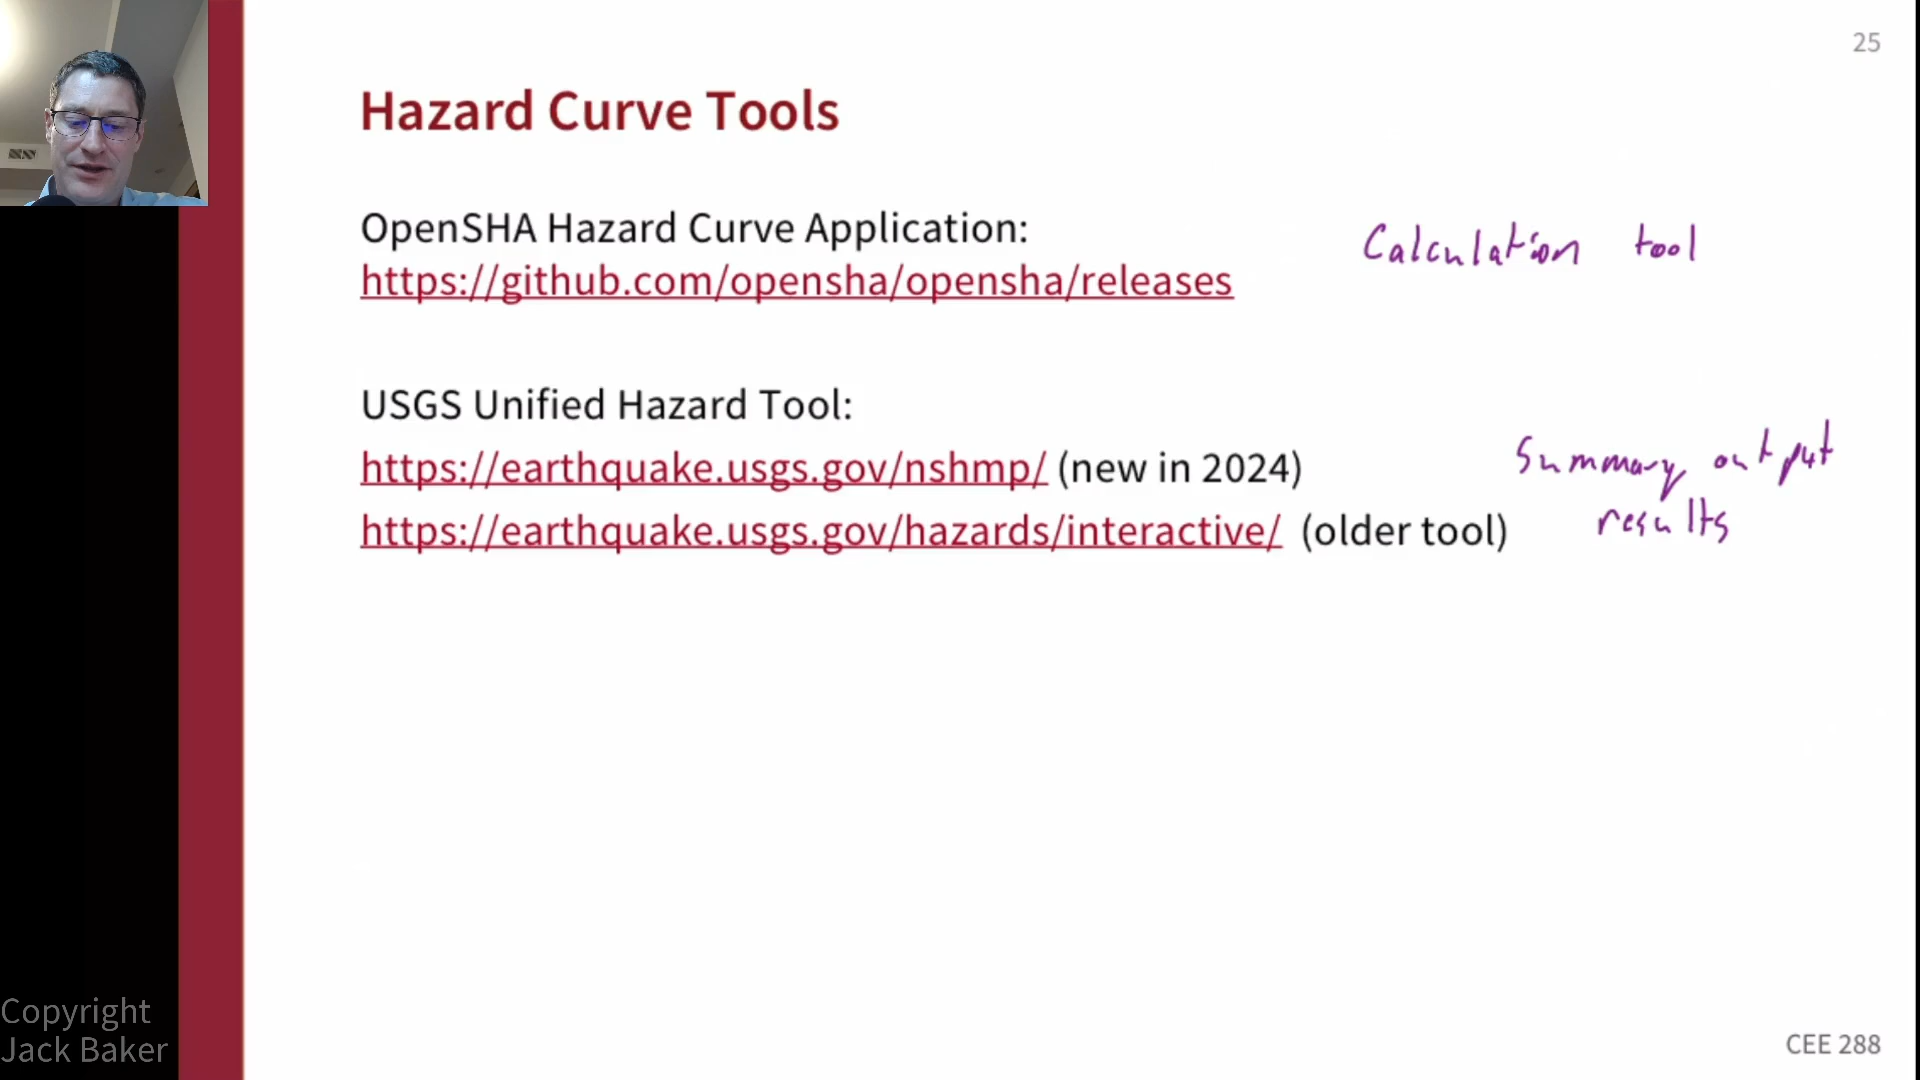 25
Hazard Curve Tools
OpenSHA Hazard Curve Application:
https://github.com/opensha/opensha/releases
Calculation tool
USGS Unified Hazard Tool:
https://earthquake.usgs.gov/nshmp/ (new in 2024)
https://earthquake.usgs.gov/hazards/interactive/ (older tool)
Summary output
results
Copyright
Jack Baker
CEE 288